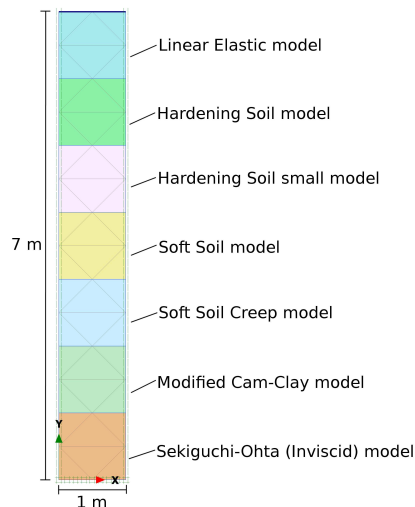 Linear Elastic model
Hardening Soil model
Hardening Soil small model
7 m
Soft Soil model
Soft Soil Creep model
Modified Cam-Clay model
Y
Sekiguchi-Ohta (Inviscid) model
X
1 m